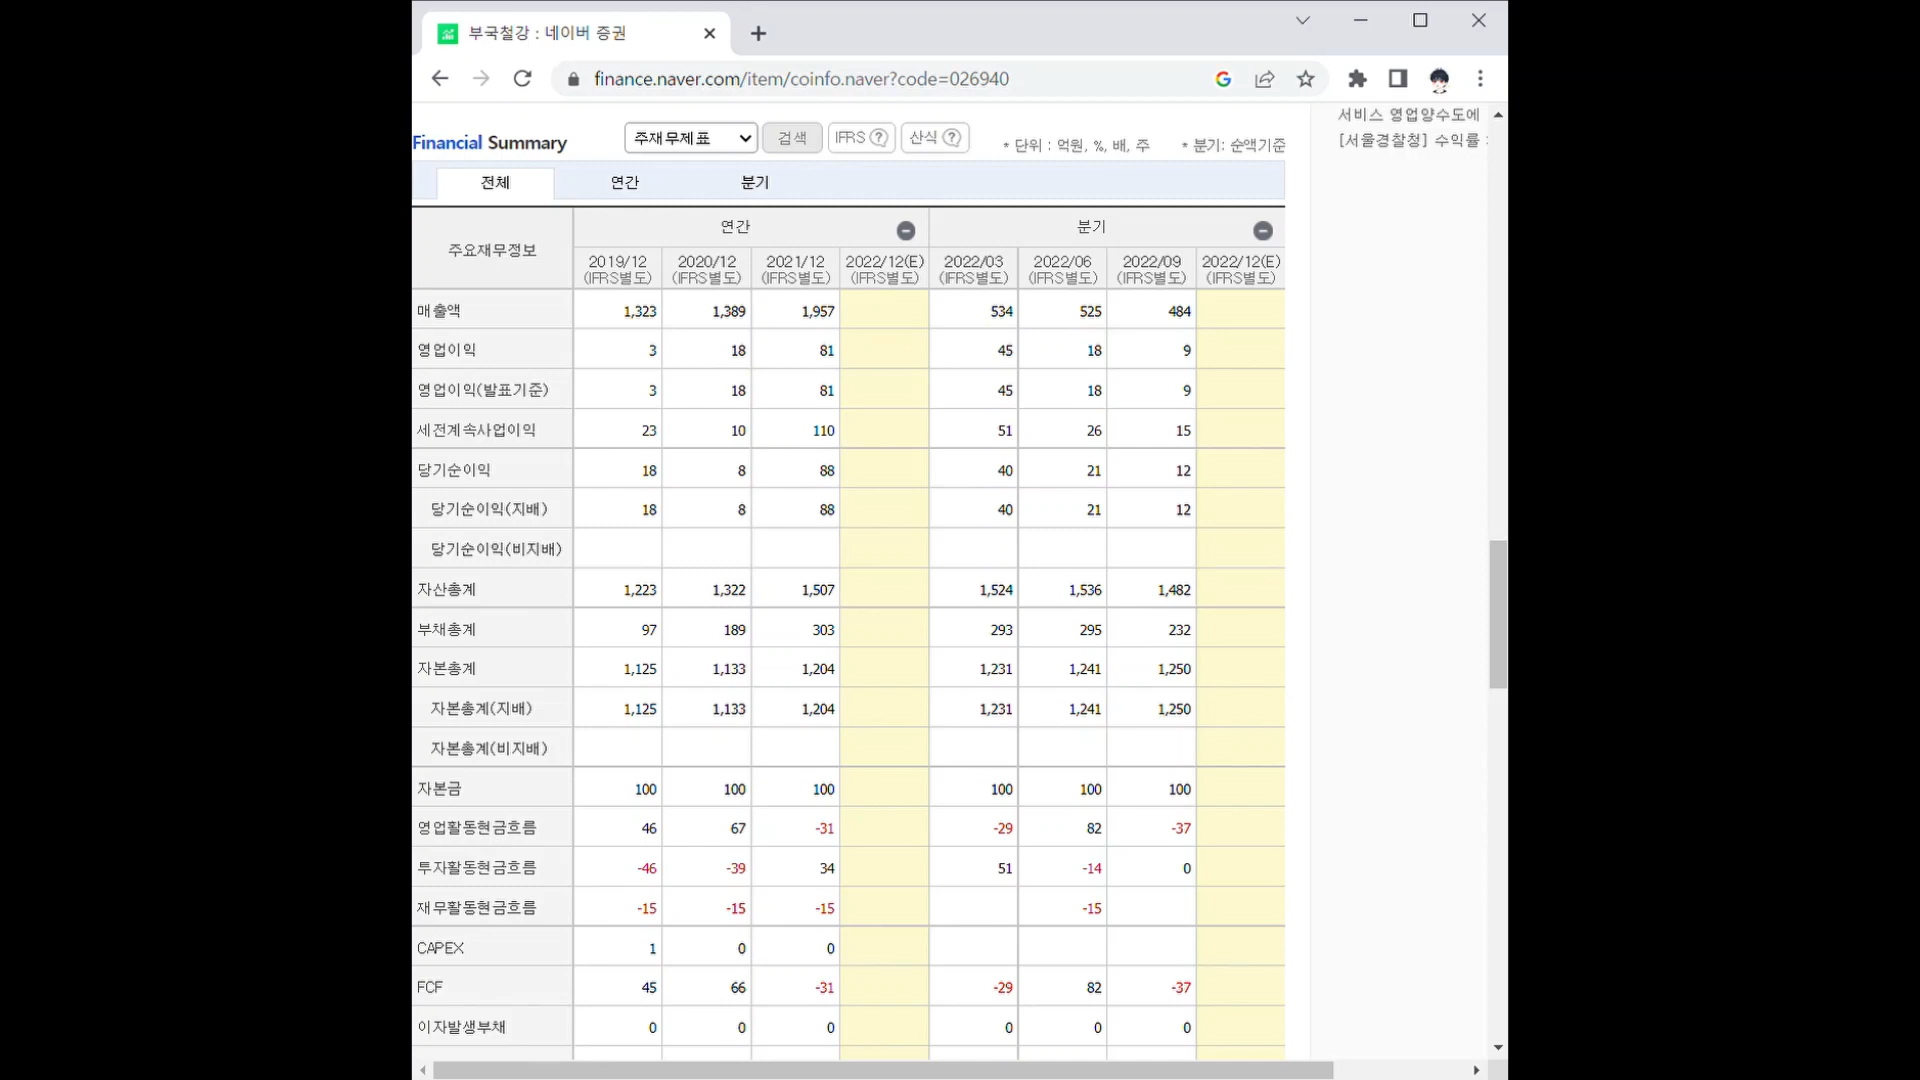 부국철강 : 네이버 증권
finance.naver.com/item/coinfo.naver?code=026940
서비스 영업양수도에
[서울경찰청] 수익률
Financial Summary 주재무제표 검색 IFRS ? 산식 ? * 단위 : 억원, %, 배, 주 * 분기: 순액기준
전체 연간 분기
주요재무정보 연간 분기
2019/12 2020/12 2021/12 2022/12(E) 2022/03 2022/06 2022/09 2022/12(E)
(IFRS별도) (IFRS별도) (IFRS별도) (IFRS별도) (IFRS별도) (IFRS별도) (IFRS별도) (IFRS별도)
매출액 1,323 1,389 1,957 534 525 484
영업이익 3 18 81 45 18 9
영업이익(발표기준) 3 18 81 45 18 9
세전계속사업이익 23 10 110 51 26 15
당기순이익 18 8 88 40 21 12
당기순이익(지배) 18 8 88 40 21 12
당기순이익(비지배)
자산총계 1,223 1,322 1,507 1,524 1,536 1,482
부채총계 97 189 303 293 295 232
자본총계 1,125 1,133 1,204 1,231 1,241 1,250
자본총계(지배) 1,125 1,133 1,204 1,231 1,241 1,250
자본총계(비지배)
자본금 100 100 100 100 100 100
영업활동현금흐름 46 67 -31 -29 82 -37
투자활동현금흐름 -46 -39 34 51 -14 0
재무활동현금흐름 -15 -15 -15 -15
CAPEX 1 0 0
FCF 45 66 -31 -29 82 -37
이자발생부채 0 0 0 0 0 0